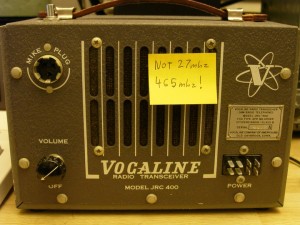 MIKE PLUG
Not 27mhz
465mhz!
V
VOLUME
OFF
VOCALINE
RADIO TRANSCEIVER
MODEL JRC 400
POWER